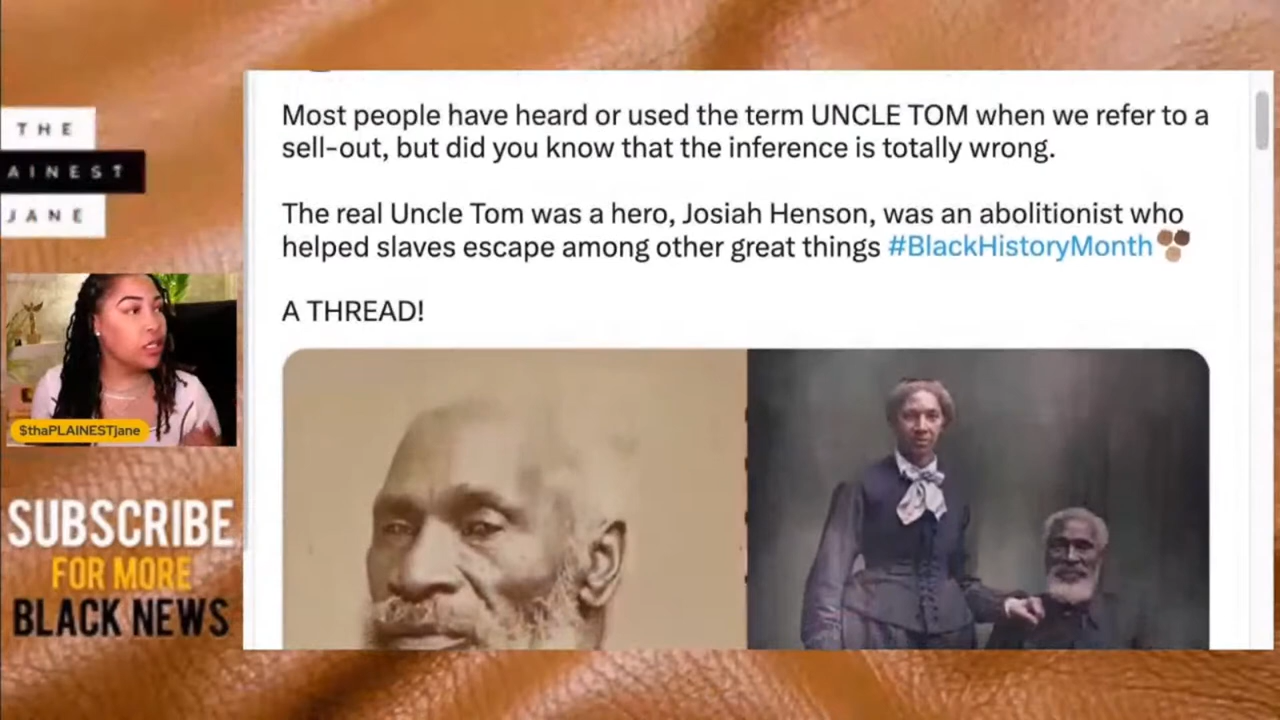 THE
AINEST
JANE
Most people have heard or used the term UNCLE TOM when we refer to a
sell-out, but did you know that the inference is totally wrong.
The real Uncle Tom was a hero, Josiah Henson, was an abolitionist who
helped slaves escape among other great things #BlackHistoryMonth
A THREAD!
$thaPLAINESTjane
SUBSCRIBE
FOR MORE
BLACK NEWS